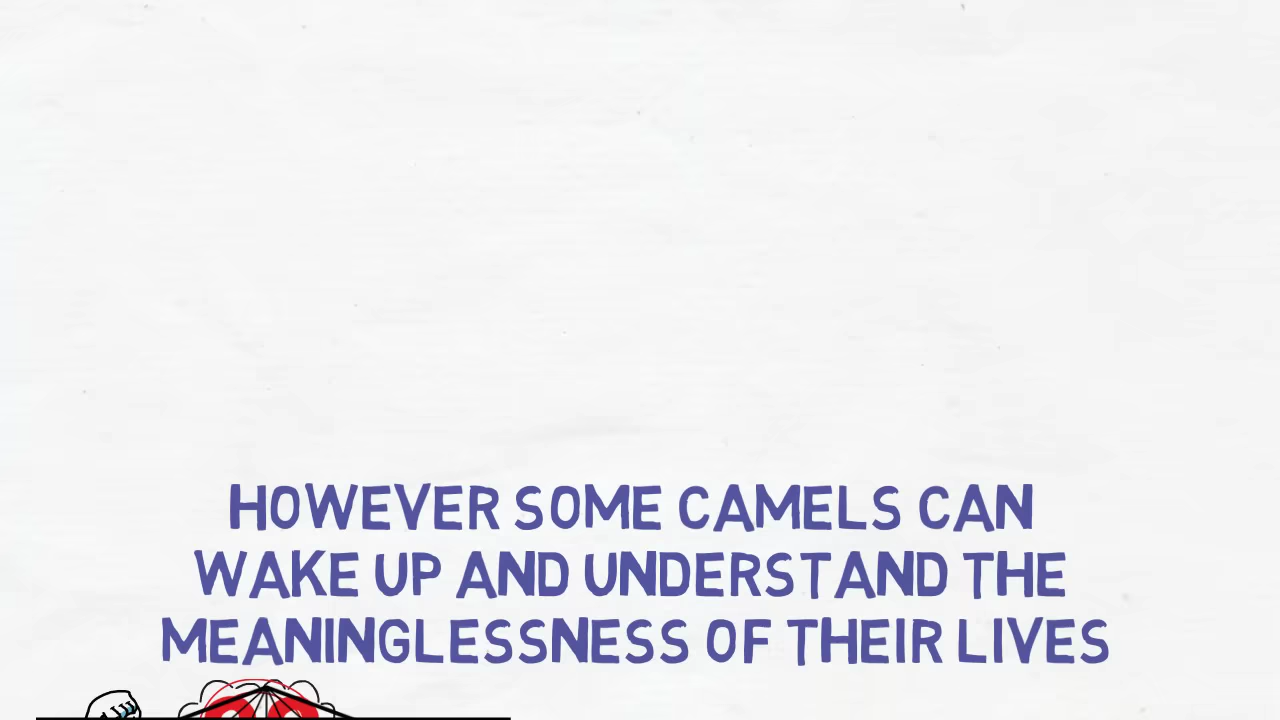 HOWEVER SOME CAMELS CAN
WAKE UP AND UNDERSTAND THE
MEANINGLESSNESS OF THEIR LIVES